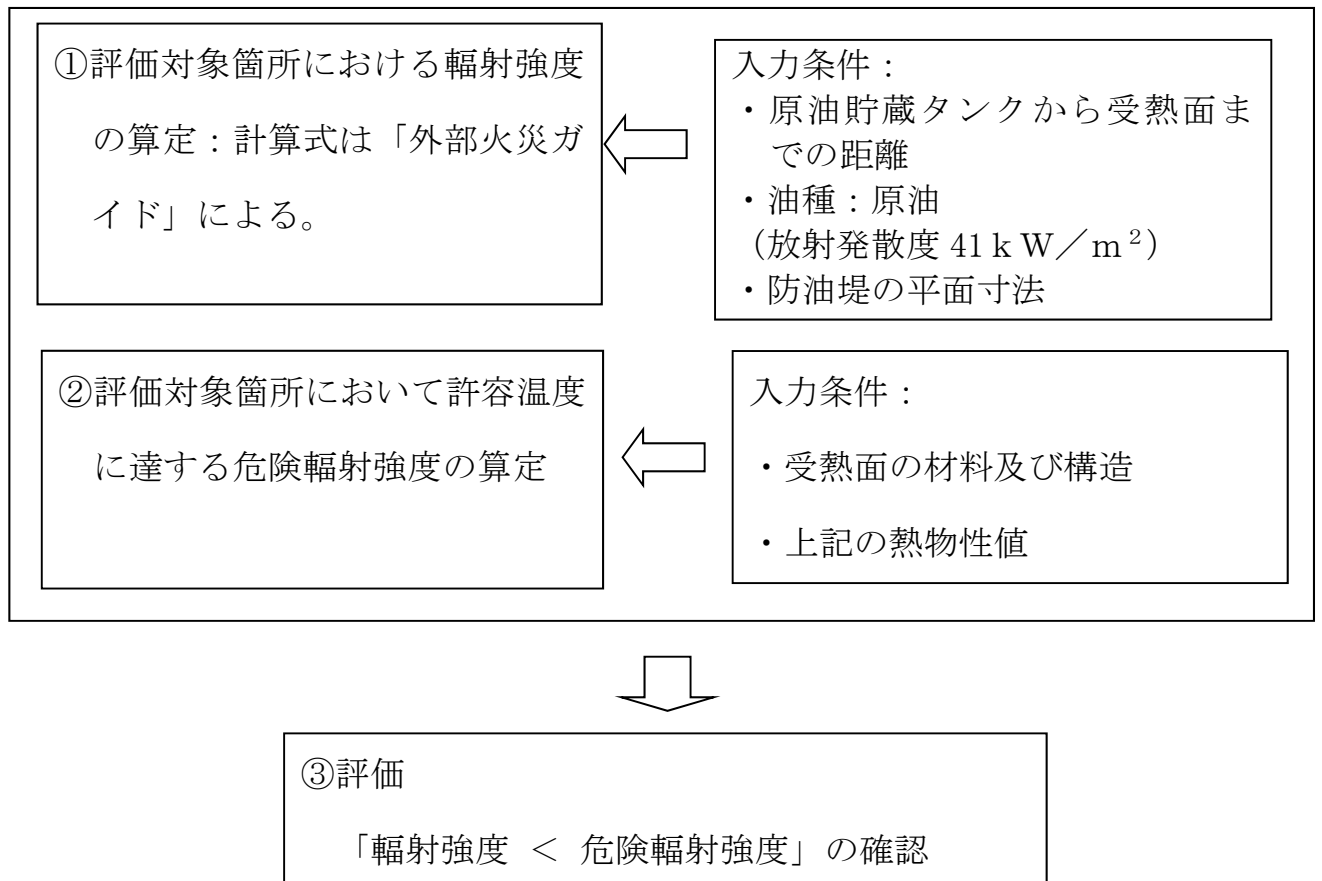 ①評価対象箇所における輻射強度
の算定：計算式は「外部火災ガ
イド」による。
入力条件：
・原油貯蔵タンクから受熱面ま
での距離
・油種：原油
（放射発散度 41ｋW／m²）
・防油堤の平面寸法
②評価対象箇所において許容温度
に達する危険輻射強度の算定
入力条件：
・受熱面の材料及び構造
・上記の熱物性値
③評価
「輻射強度 ＜ 危険輻射強度」の確認